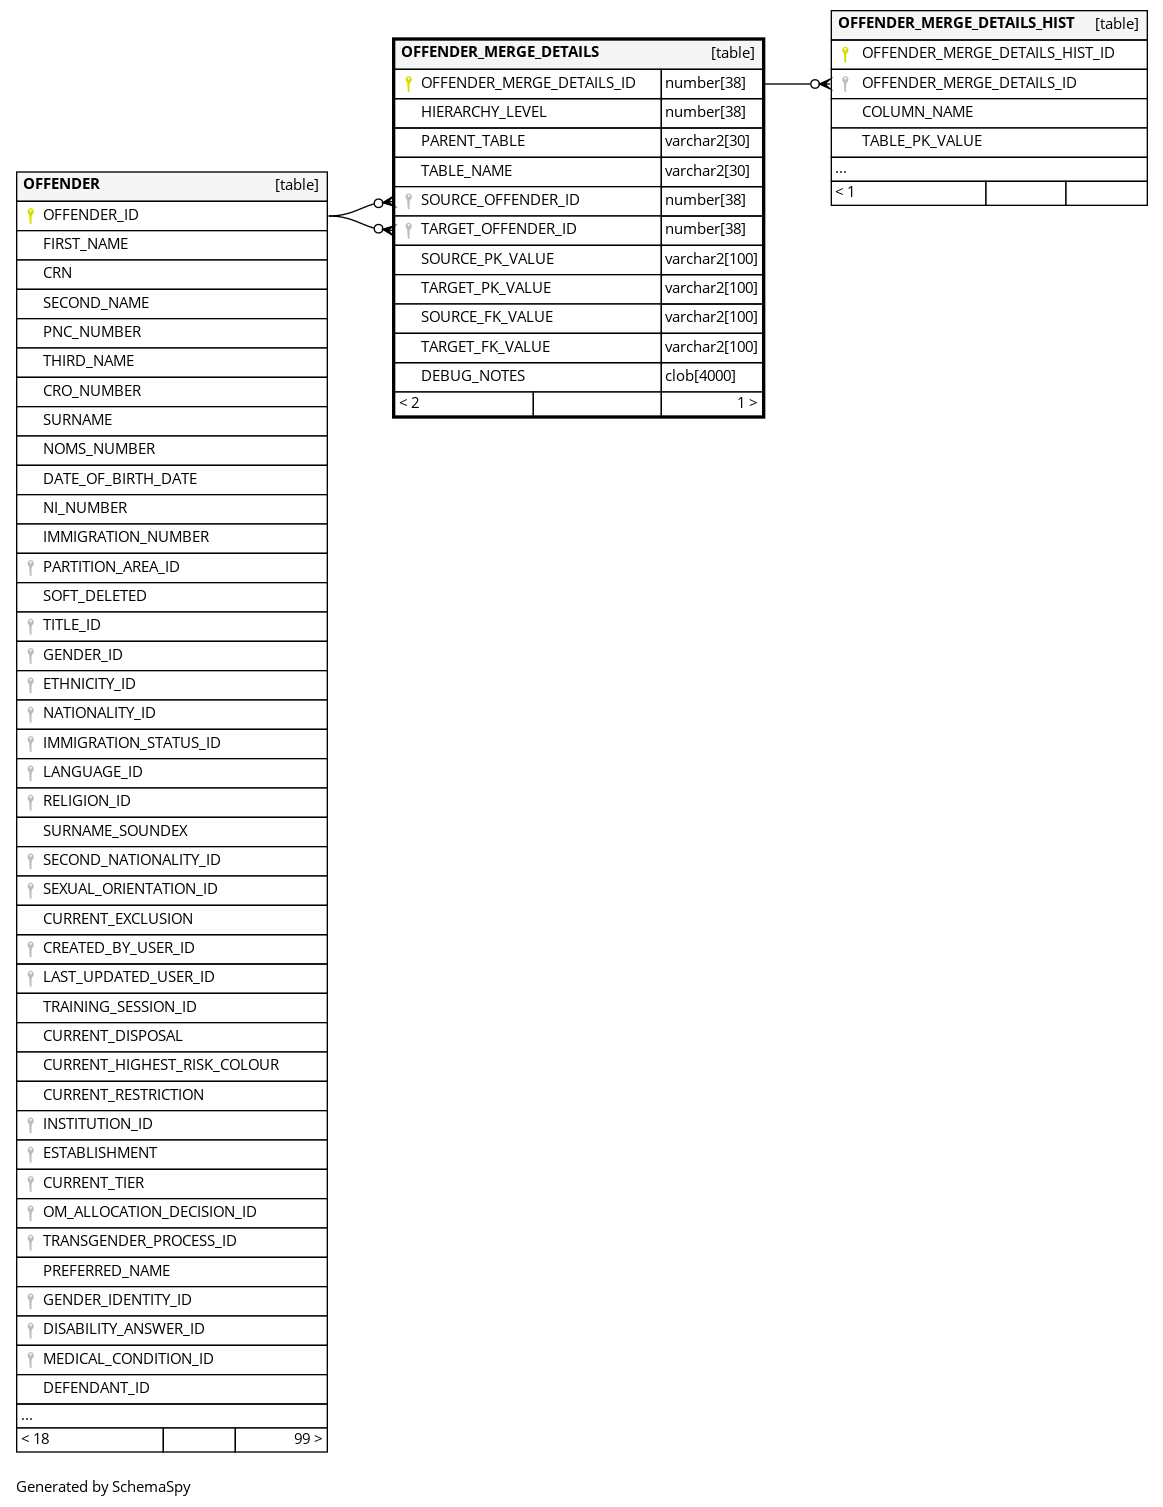 OFFENDER [table]
OFFENDER_ID
FIRST_NAME
CRN
SECOND_NAME
PNC_NUMBER
THIRD_NAME
CRO_NUMBER
SURNAME
NOMS_NUMBER
DATE_OF_BIRTH_DATE
NI_NUMBER
IMMIGRATION_NUMBER
PARTITION_AREA_ID
SOFT_DELETED
TITLE_ID
GENDER_ID
ETHNICITY_ID
NATIONALITY_ID
IMMIGRATION_STATUS_ID
LANGUAGE_ID
RELIGION_ID
SURNAME_SOUNDEX
SECOND_NATIONALITY_ID
SEXUAL_ORIENTATION_ID
CURRENT_EXCLUSION
CREATED_BY_USER_ID
LAST_UPDATED_USER_ID
TRAINING_SESSION_ID
CURRENT_DISPOSAL
CURRENT_HIGHEST_RISK_COLOUR
CURRENT_RESTRICTION
INSTITUTION_ID
ESTABLISHMENT
CURRENT_TIER
OM_ALLOCATION_DECISION_ID
TRANSGENDER_PROCESS_ID
PREFERRED_NAME
GENDER_IDENTITY_ID
DISABILITY_ANSWER_ID
MEDICAL_CONDITION_ID
DEFENDANT_ID
...
< 18 99 >
OFFENDER_MERGE_DETAILS [table]
OFFENDER_MERGE_DETAILS_ID number[38]
HIERARCHY_LEVEL number[38]
PARENT_TABLE varchar2[30]
TABLE_NAME varchar2[30]
SOURCE_OFFENDER_ID number[38]
TARGET_OFFENDER_ID number[38]
SOURCE_PK_VALUE varchar2[100]
TARGET_PK_VALUE varchar2[100]
SOURCE_FK_VALUE varchar2[100]
TARGET_FK_VALUE varchar2[100]
DEBUG_NOTES clob[4000]
< 2 1 >
OFFENDER_MERGE_DETAILS_HIST [table]
OFFENDER_MERGE_DETAILS_HIST_ID
OFFENDER_MERGE_DETAILS_ID
COLUMN_NAME
TABLE_PK_VALUE
...
< 1
Generated by SchemaSpy